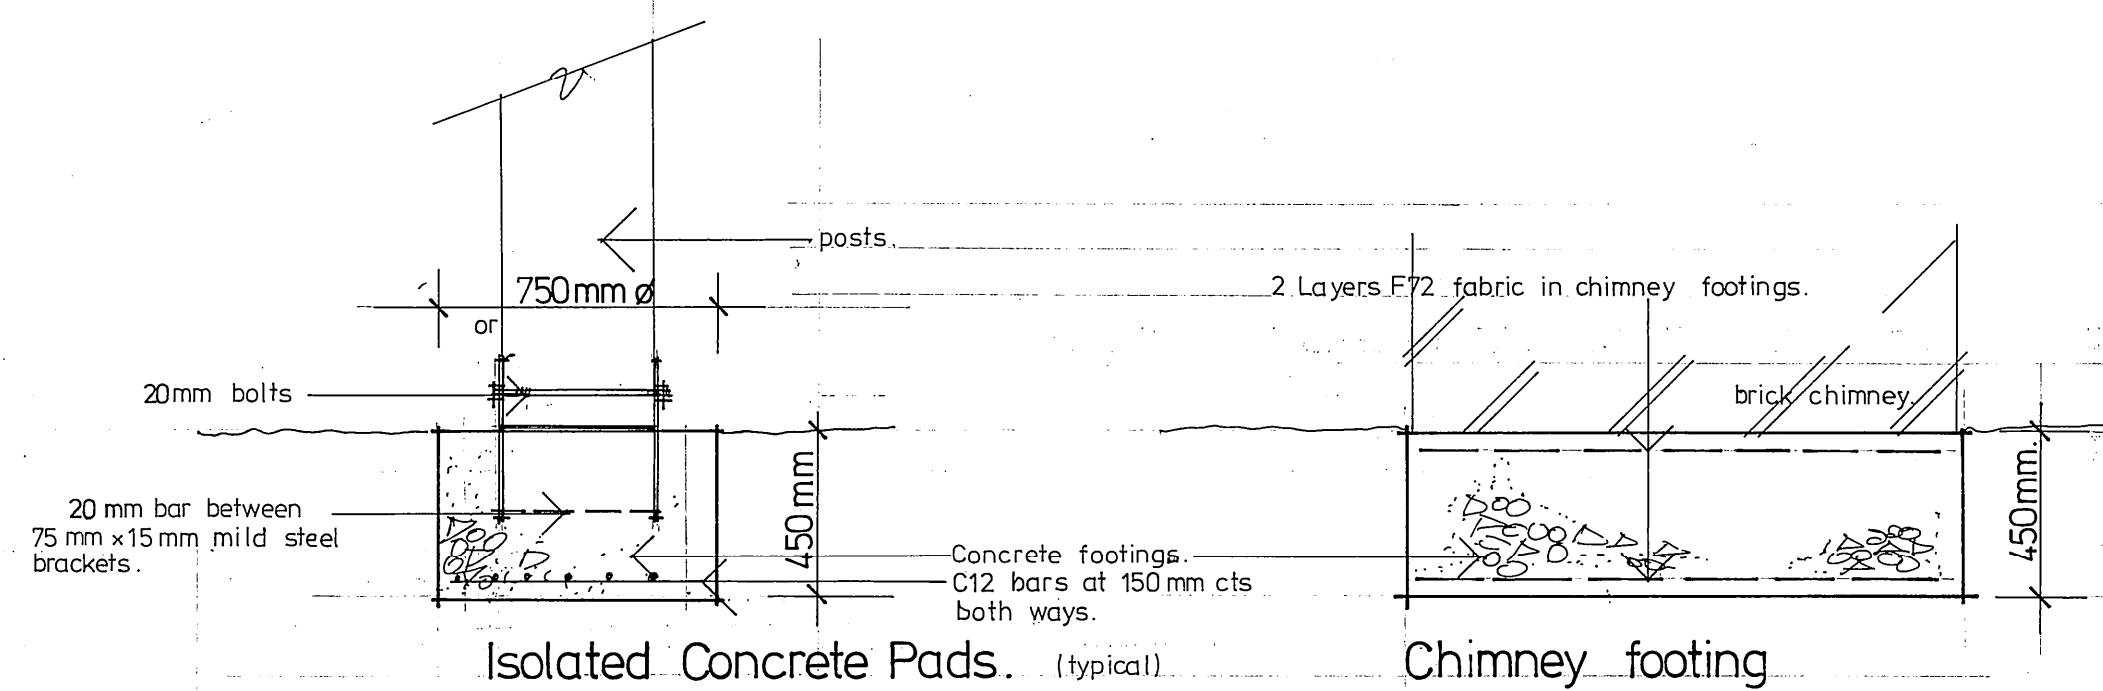 posts.
750mm ø
or
2 Layers F72 fabric in chimney footings.
20mm bolts
brick chimney.
450mm
450mm.
20 mm bar between
75 mm x 15 mm mild steel
brackets.
Concrete footings.
C12 bars at 150 mm cts
both ways.
Isolated Concrete Pads. (typical)
Chimney footing